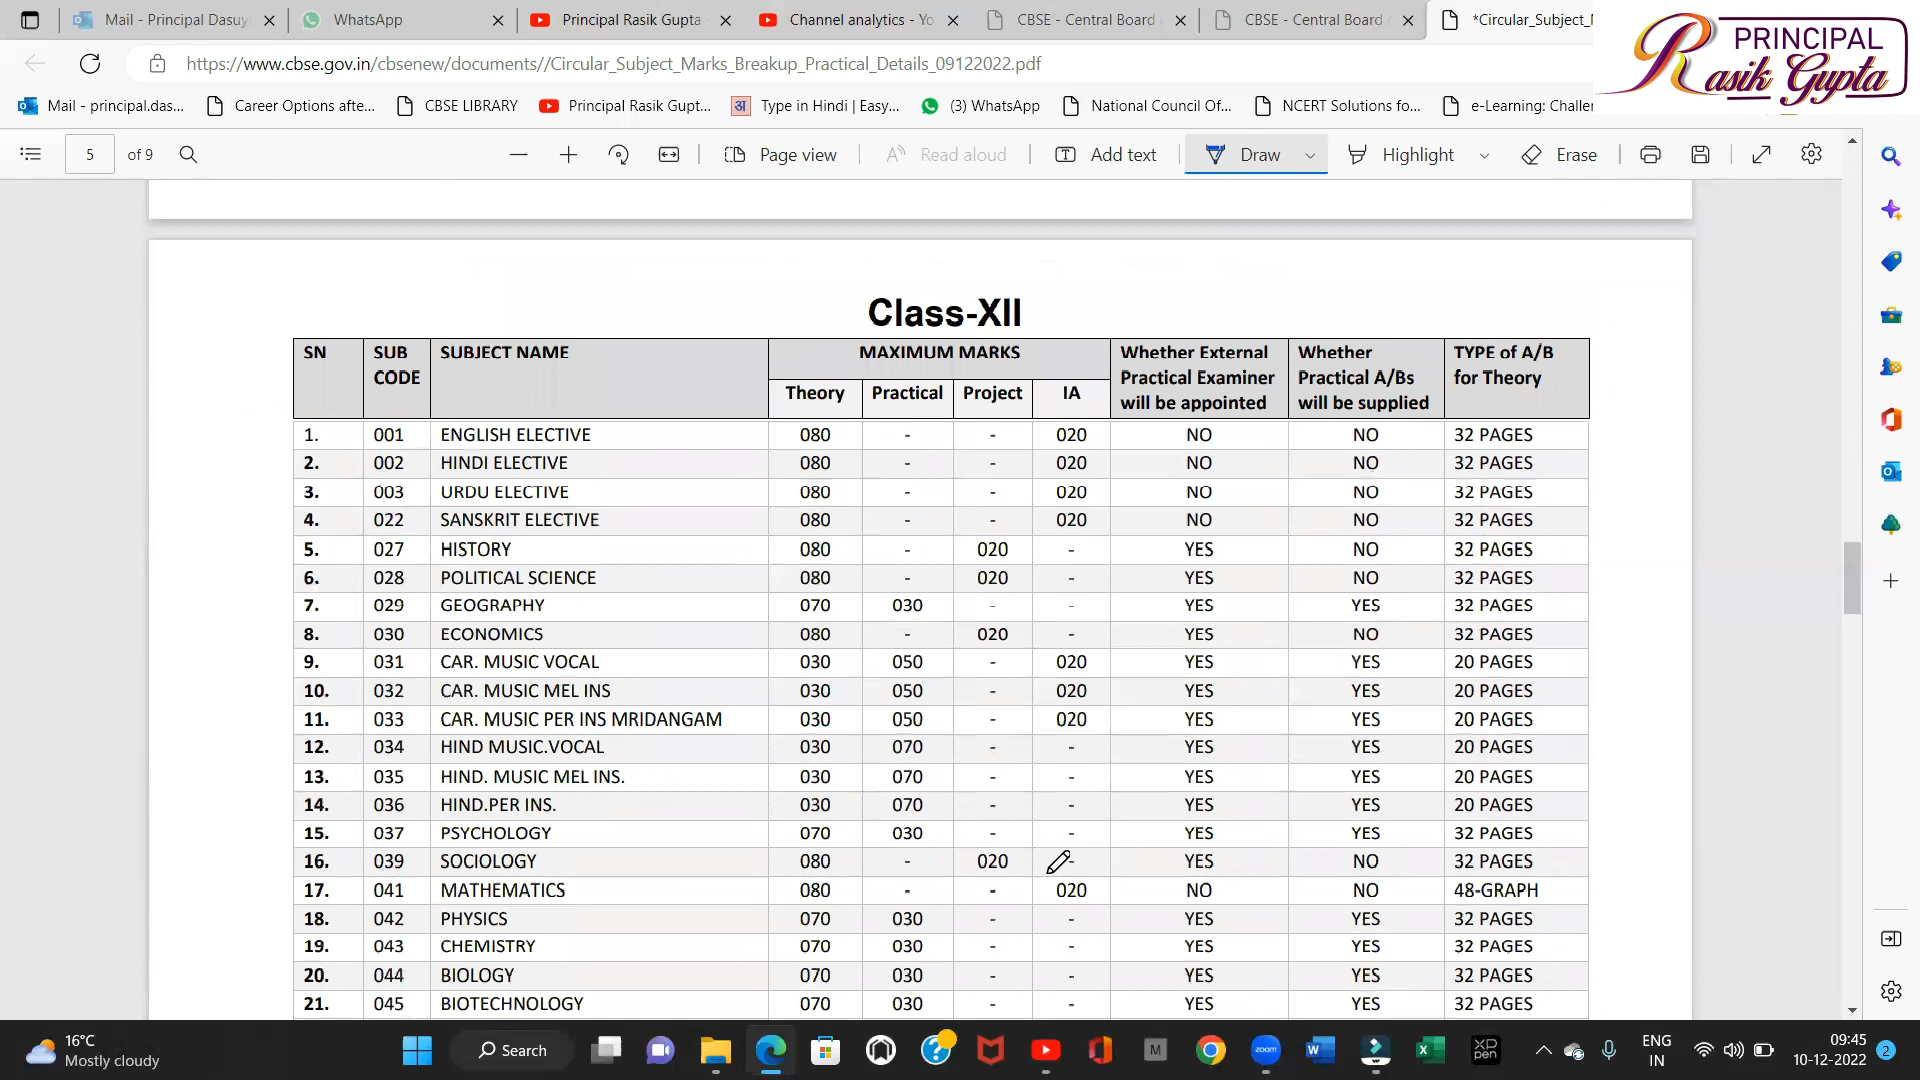 Mail - Principal Dasuy
WhatsApp
Principal Rasik Gupta
Channel analytics - Yo
CBSE - Central Board
CBSE - Central Board
*Circular_Subject_
PRINCIPAL
Rasik Gupta
https://www.cbse.gov.in/cbsenew/documents//Circular_Subject_Marks_Breakup_Practical_Details_09122022.pdf
Mail - principal.das... Career Options afte... CBSE LIBRARY Principal Rasik Gupt... अ Type in Hindi | Easy... (3) WhatsApp National Council Of... NCERT Solutions fo... e-Learning: Challe
5 of 9 Page view Read aloud Add text Draw Highlight Erase
Class-XII
SN SUB CODE SUBJECT NAME MAXIMUM MARKS Whether External Practical Examiner will be appointed Whether Practical A/Bs will be supplied TYPE of A/B for Theory
Theory Practical Project IA
1. 001 ENGLISH ELECTIVE 080 - - 020 NO NO 32 PAGES
2. 002 HINDI ELECTIVE 080 - - 020 NO NO 32 PAGES
3. 003 URDU ELECTIVE 080 - - 020 NO NO 32 PAGES
4. 022 SANSKRIT ELECTIVE 080 - - 020 NO NO 32 PAGES
5. 027 HISTORY 080 - 020 - YES NO 32 PAGES
6. 028 POLITICAL SCIENCE 080 - 020 - YES NO 32 PAGES
7. 029 GEOGRAPHY 070 030 - - YES YES 32 PAGES
8. 030 ECONOMICS 080 - 020 - YES NO 32 PAGES
9. 031 CAR. MUSIC VOCAL 030 050 - 020 YES YES 20 PAGES
10. 032 CAR. MUSIC MEL INS 030 050 - 020 YES YES 20 PAGES
11. 033 CAR. MUSIC PER INS MRIDANGAM 030 050 - 020 YES YES 20 PAGES
12. 034 HIND MUSIC.VOCAL 030 070 - - YES YES 20 PAGES
13. 035 HIND. MUSIC MEL INS. 030 070 - - YES YES 20 PAGES
14. 036 HIND.PER INS. 030 070 - - YES YES 20 PAGES
15. 037 PSYCHOLOGY 070 030 - - YES YES 32 PAGES
16. 039 SOCIOLOGY 080 - 020 - YES NO 32 PAGES
17. 041 MATHEMATICS 080 - - 020 NO NO 48-GRAPH
18. 042 PHYSICS 070 030 - - YES YES 32 PAGES
19. 043 CHEMISTRY 070 030 - - YES YES 32 PAGES
20. 044 BIOLOGY 070 030 - - YES YES 32 PAGES
21. 045 BIOTECHNOLOGY 070 030 - - YES YES 32 PAGES
16°C
Mostly cloudy
Search
zoom
XD pen
ENG
IN
09:45
10-12-2022
2